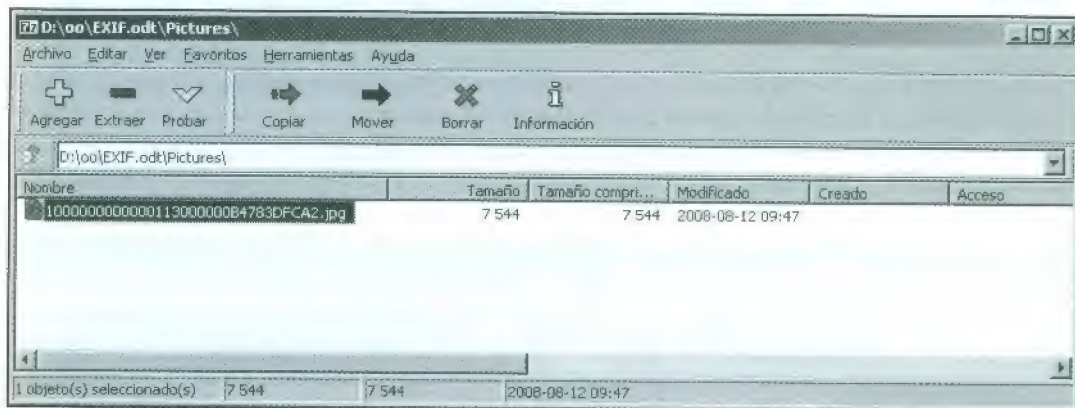 D:\oo\EXIF.odt\Pictures\
Archivo Editar Ver Favoritos Herramientas Ayuda
Agregar Extraer Probar Copiar Mover Borrar Información
D:\oo\EXIF.odt\Pictures\
Nombre Tamaño Tamaño compri... Modificado Creado Acceso
10000000000000113000000B4783DFCA2.jpg 7 544 7 544 2008-08-12 09:47
1 objeto(s) seleccionado(s) 7 544 7 544 2008-08-12 09:47